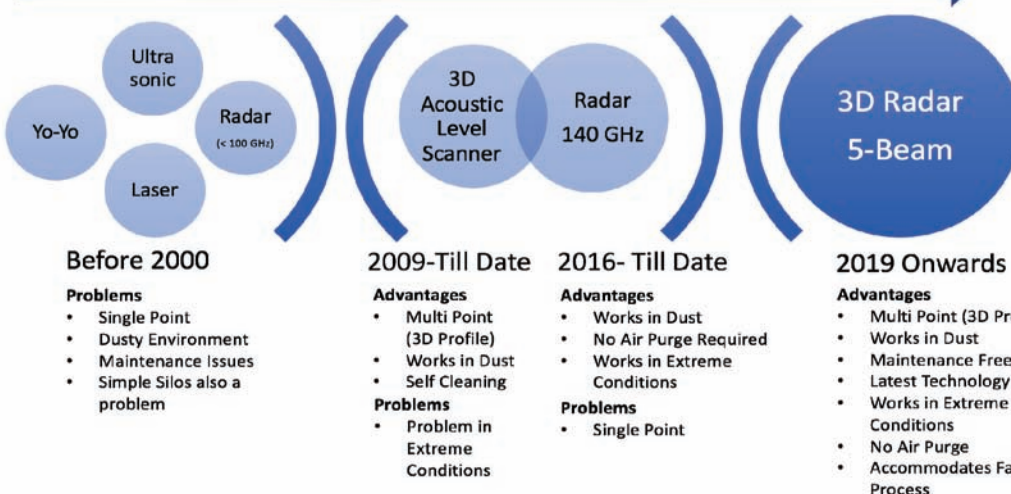 Ultra
sonic
Yo-Yo
Radar
(< 100 GHz)
Laser
3D
Acoustic
Level
Scanner
Radar
140 GHz
3D Radar
5-Beam
Before 2000
Problems
• Single Point
• Dusty Environment
• Maintenance Issues
• Simple Silos also a
problem
2009-Till Date
Advantages
• Multi Point
(3D Profile)
• Works in Dust
• Self Cleaning
Problems
• Problem in
Extreme
Conditions
2016- Till Date
Advantages
• Works in Dust
• No Air Purge Required
• Works in Extreme
Conditions
Problems
• Single Point
2019 Onwards
Advantages
• Multi Point (3D
• Works in Dust
• Maintenance Free
• Latest Technology
• Works in Extreme
Conditions
• No Air Purge
• Accommodates
Process